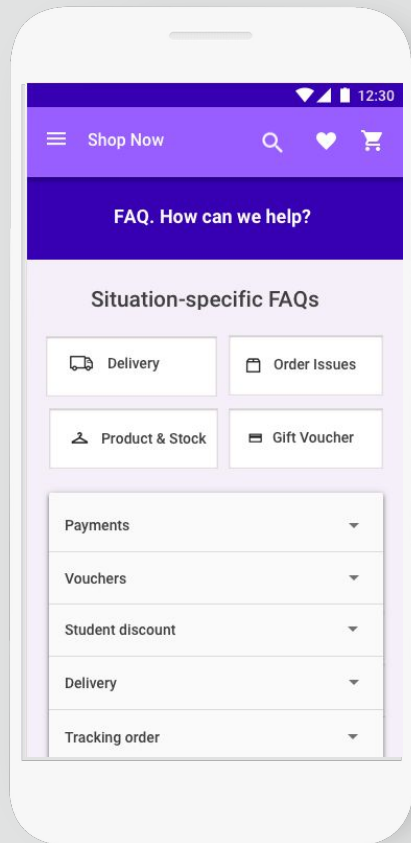 12:30
Shop Now
FAQ. How can we help?
Situation-specific FAQs
Delivery
Order Issues
Product & Stock
Gift Voucher
Payments
Vouchers
Student discount
Delivery
Tracking order